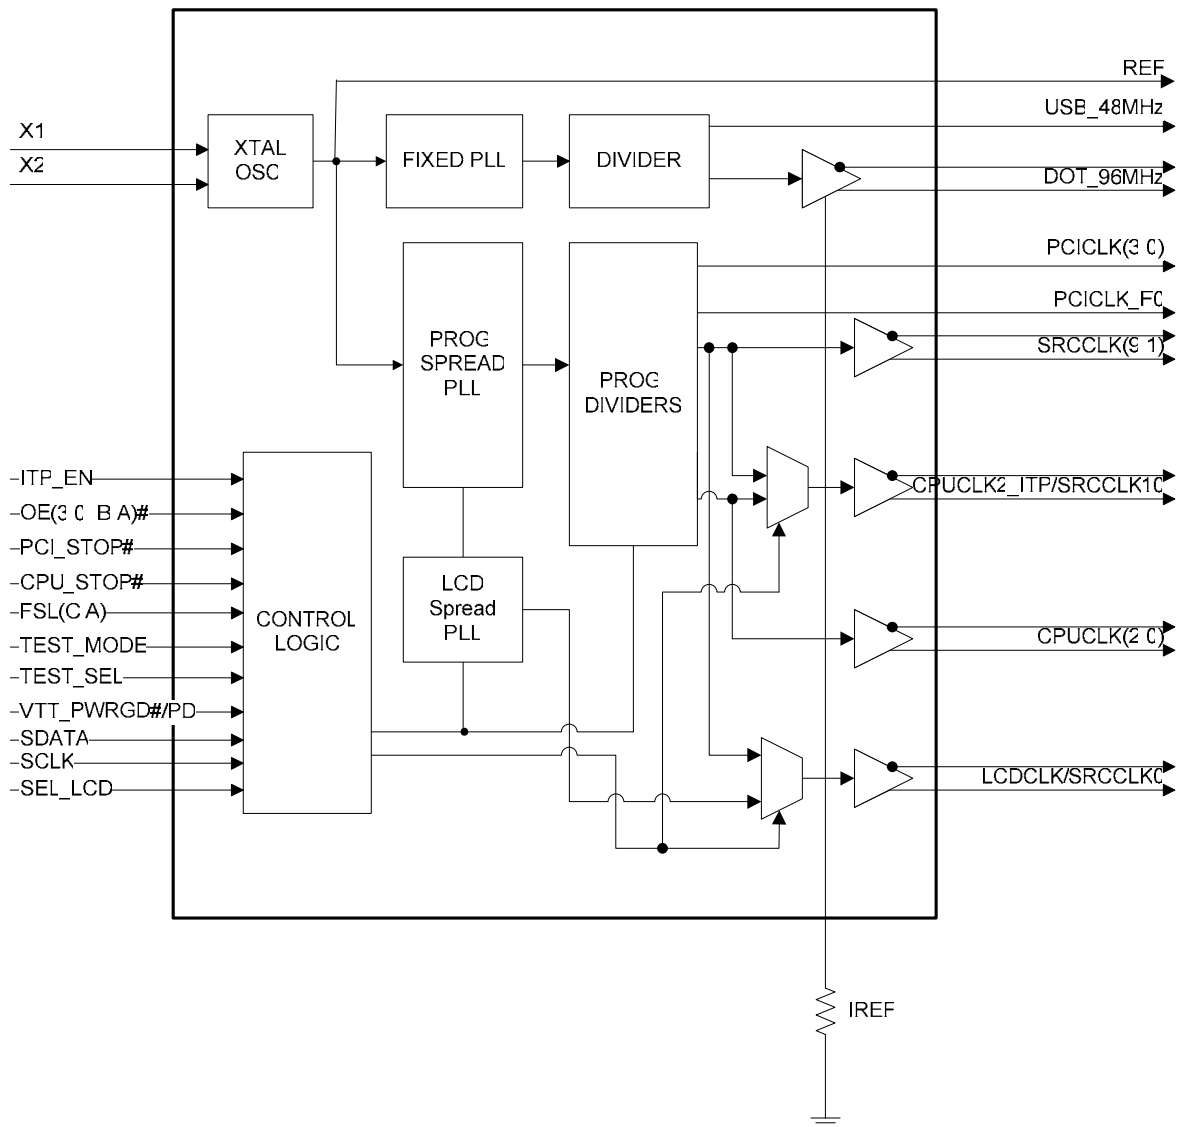 REF
USB_48MHz
X1
X2
XTAL
OSC
FIXED PLL
DIVIDER
DOT_96MHz
PCICLK(3 0)
PCICLK_F0
SRCCLK(9 1)
PROG
SPREAD
PLL
PROG
DIVIDERS
CPUCLK2_ITP/SRCCLK10
ITP_EN
OE(3 0 B A)#
PCI_STOP#
CPU_STOP#
FSL(C A)
TEST_MODE
TEST_SEL
VTT_PWRGD#/PD
SDATA
SCLK
SEL_LCD
CONTROL
LOGIC
LCD
Spread
PLL
CPUCLK(2 0)
LCDCLK/SRCCLK0
IREF